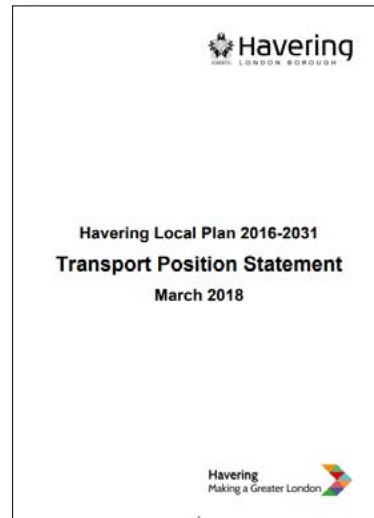 Havering
LONDON BOROUGH
Havering Local Plan 2016-2031
Transport Position Statement
March 2018
Havering
Making a Greater London